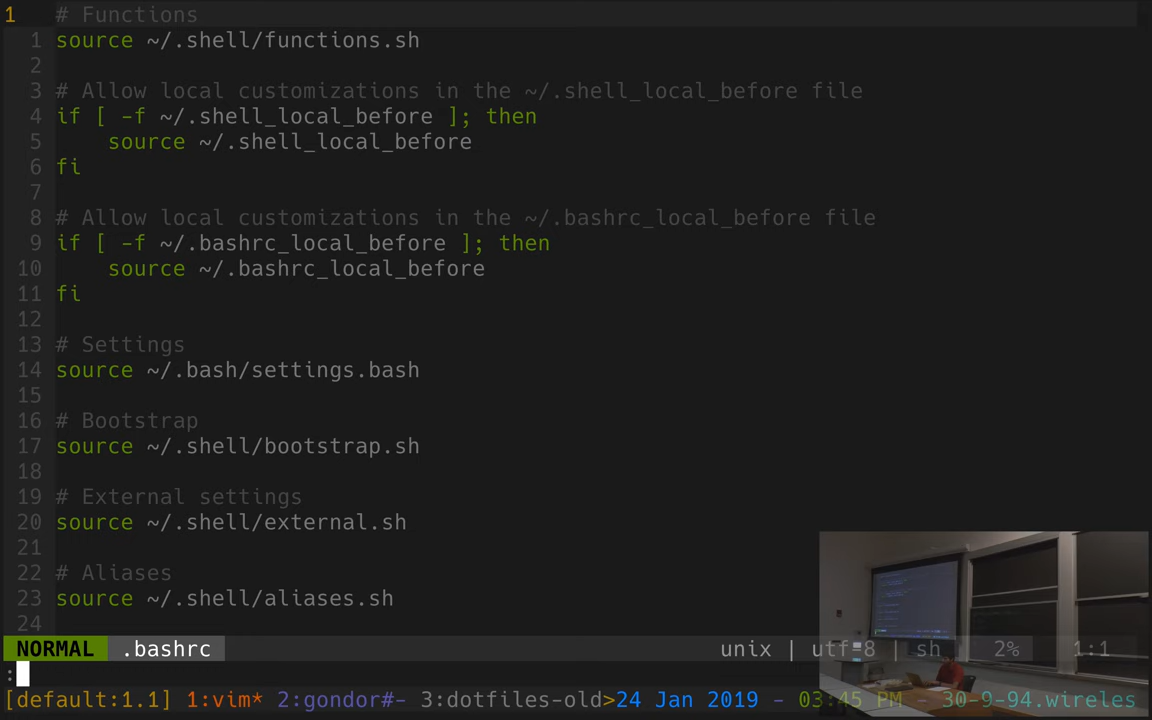 1 # Functions
1 source ~/.shell/functions.sh
2
3 # Allow local customizations in the ~/.shell_local_before file
4 if [ -f ~/.shell_local_before ]; then
5 source ~/.shell_local_before
6 fi
7
8 # Allow local customizations in the ~/.bashrc_local_before file
9 if [ -f ~/.bashrc_local_before ]; then
10 source ~/.bashrc_local_before
11 fi
12
13 # Settings
14 source ~/.bash/settings.bash
15
16 # Bootstrap
17 source ~/.shell/bootstrap.sh
18
19 # External settings
20 source ~/.shell/external.sh
21
22 # Aliases
23 source ~/.shell/aliases.sh
24
NORMAL .bashrc unix | utf-8 | sh 2% 1:1
:
[default:1.1] 1:vim* 2:gondor#- 3:dotfiles-old>24 Jan 2019 - 03:45 PM - 30-9-94.wireles